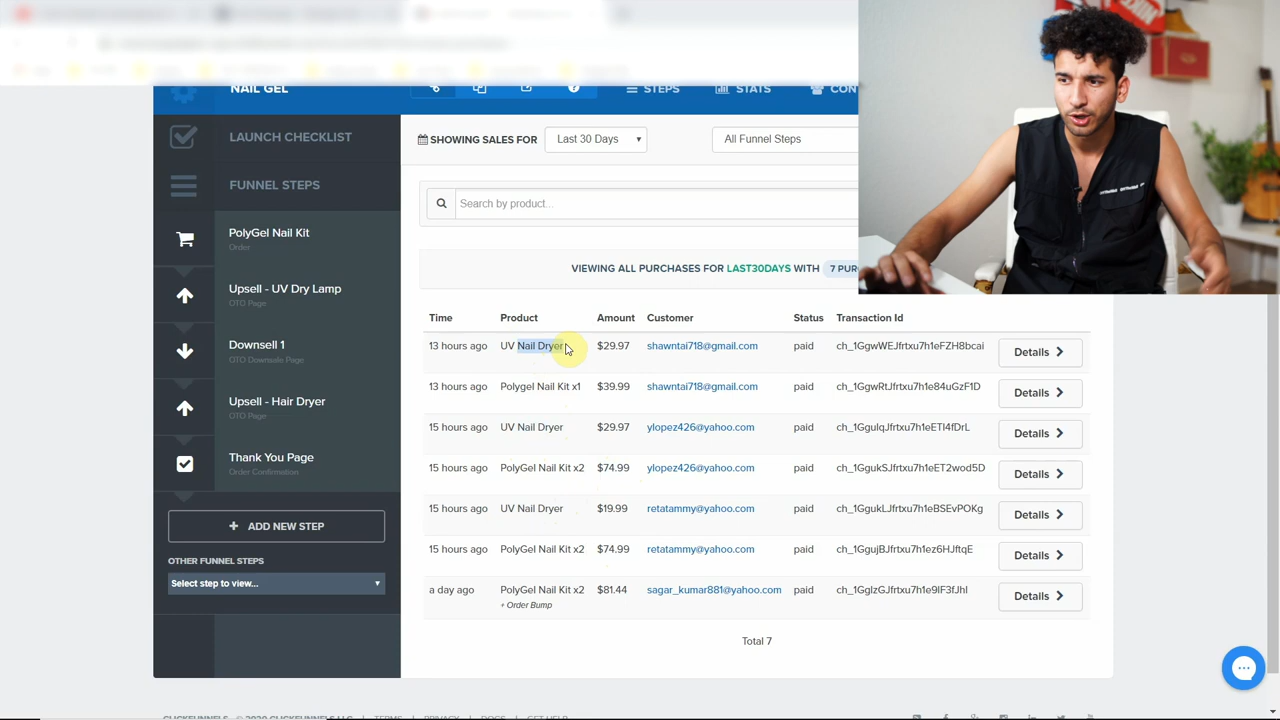 NAIL GEL
STEPS
STATS
CON
LAUNCH CHECKLIST
SHOWING SALES FOR
Last 30 Days
All Funnel Steps
FUNNEL STEPS
Search by product...
PolyGel Nail Kit
Order
VIEWING ALL PURCHASES FOR LAST30DAYS WITH 7 PUR
Upsell - UV Dry Lamp
OTO Page
Time Product Amount Customer Status Transaction Id
13 hours ago UV Nail Dryer $29.97 shawntai718@gmail.com paid ch_1GgwWEJfrtxu7h1eFZH8bcai Details
Downsell 1
OTO Downsale Page
13 hours ago Polygel Nail Kit x1 $39.99 shawntai718@gmail.com paid ch_1GgwRtJfrtxu7h1e84uGzF1D Details
Upsell - Hair Dryer
OTO Page
15 hours ago UV Nail Dryer $29.97 ylopez426@yahoo.com paid Details
Thank You Page
Order Confirmation
15 hours ago PolyGel Nail Kit x2 $74.99 ylopez426@yahoo.com paid ch_1GgukSJfrtxu7h1eET2wod5D Details
15 hours ago UV Nail Dryer $19.99 retatammy@yahoo.com paid ch_1GgukLJfrtxu7h1eBSEvPOKg Details
+ ADD NEW STEP
15 hours ago PolyGel Nail Kit x2 $74.99 retatammy@yahoo.com paid ch_1GgujBJfrtxu7h1ez6HJftqE Details
OTHER FUNNEL STEPS
Select step to view...
a day ago PolyGel Nail Kit x2 $81.44 sagar_kumar881@yahoo.com paid Details
+ Order Bump
Total 7